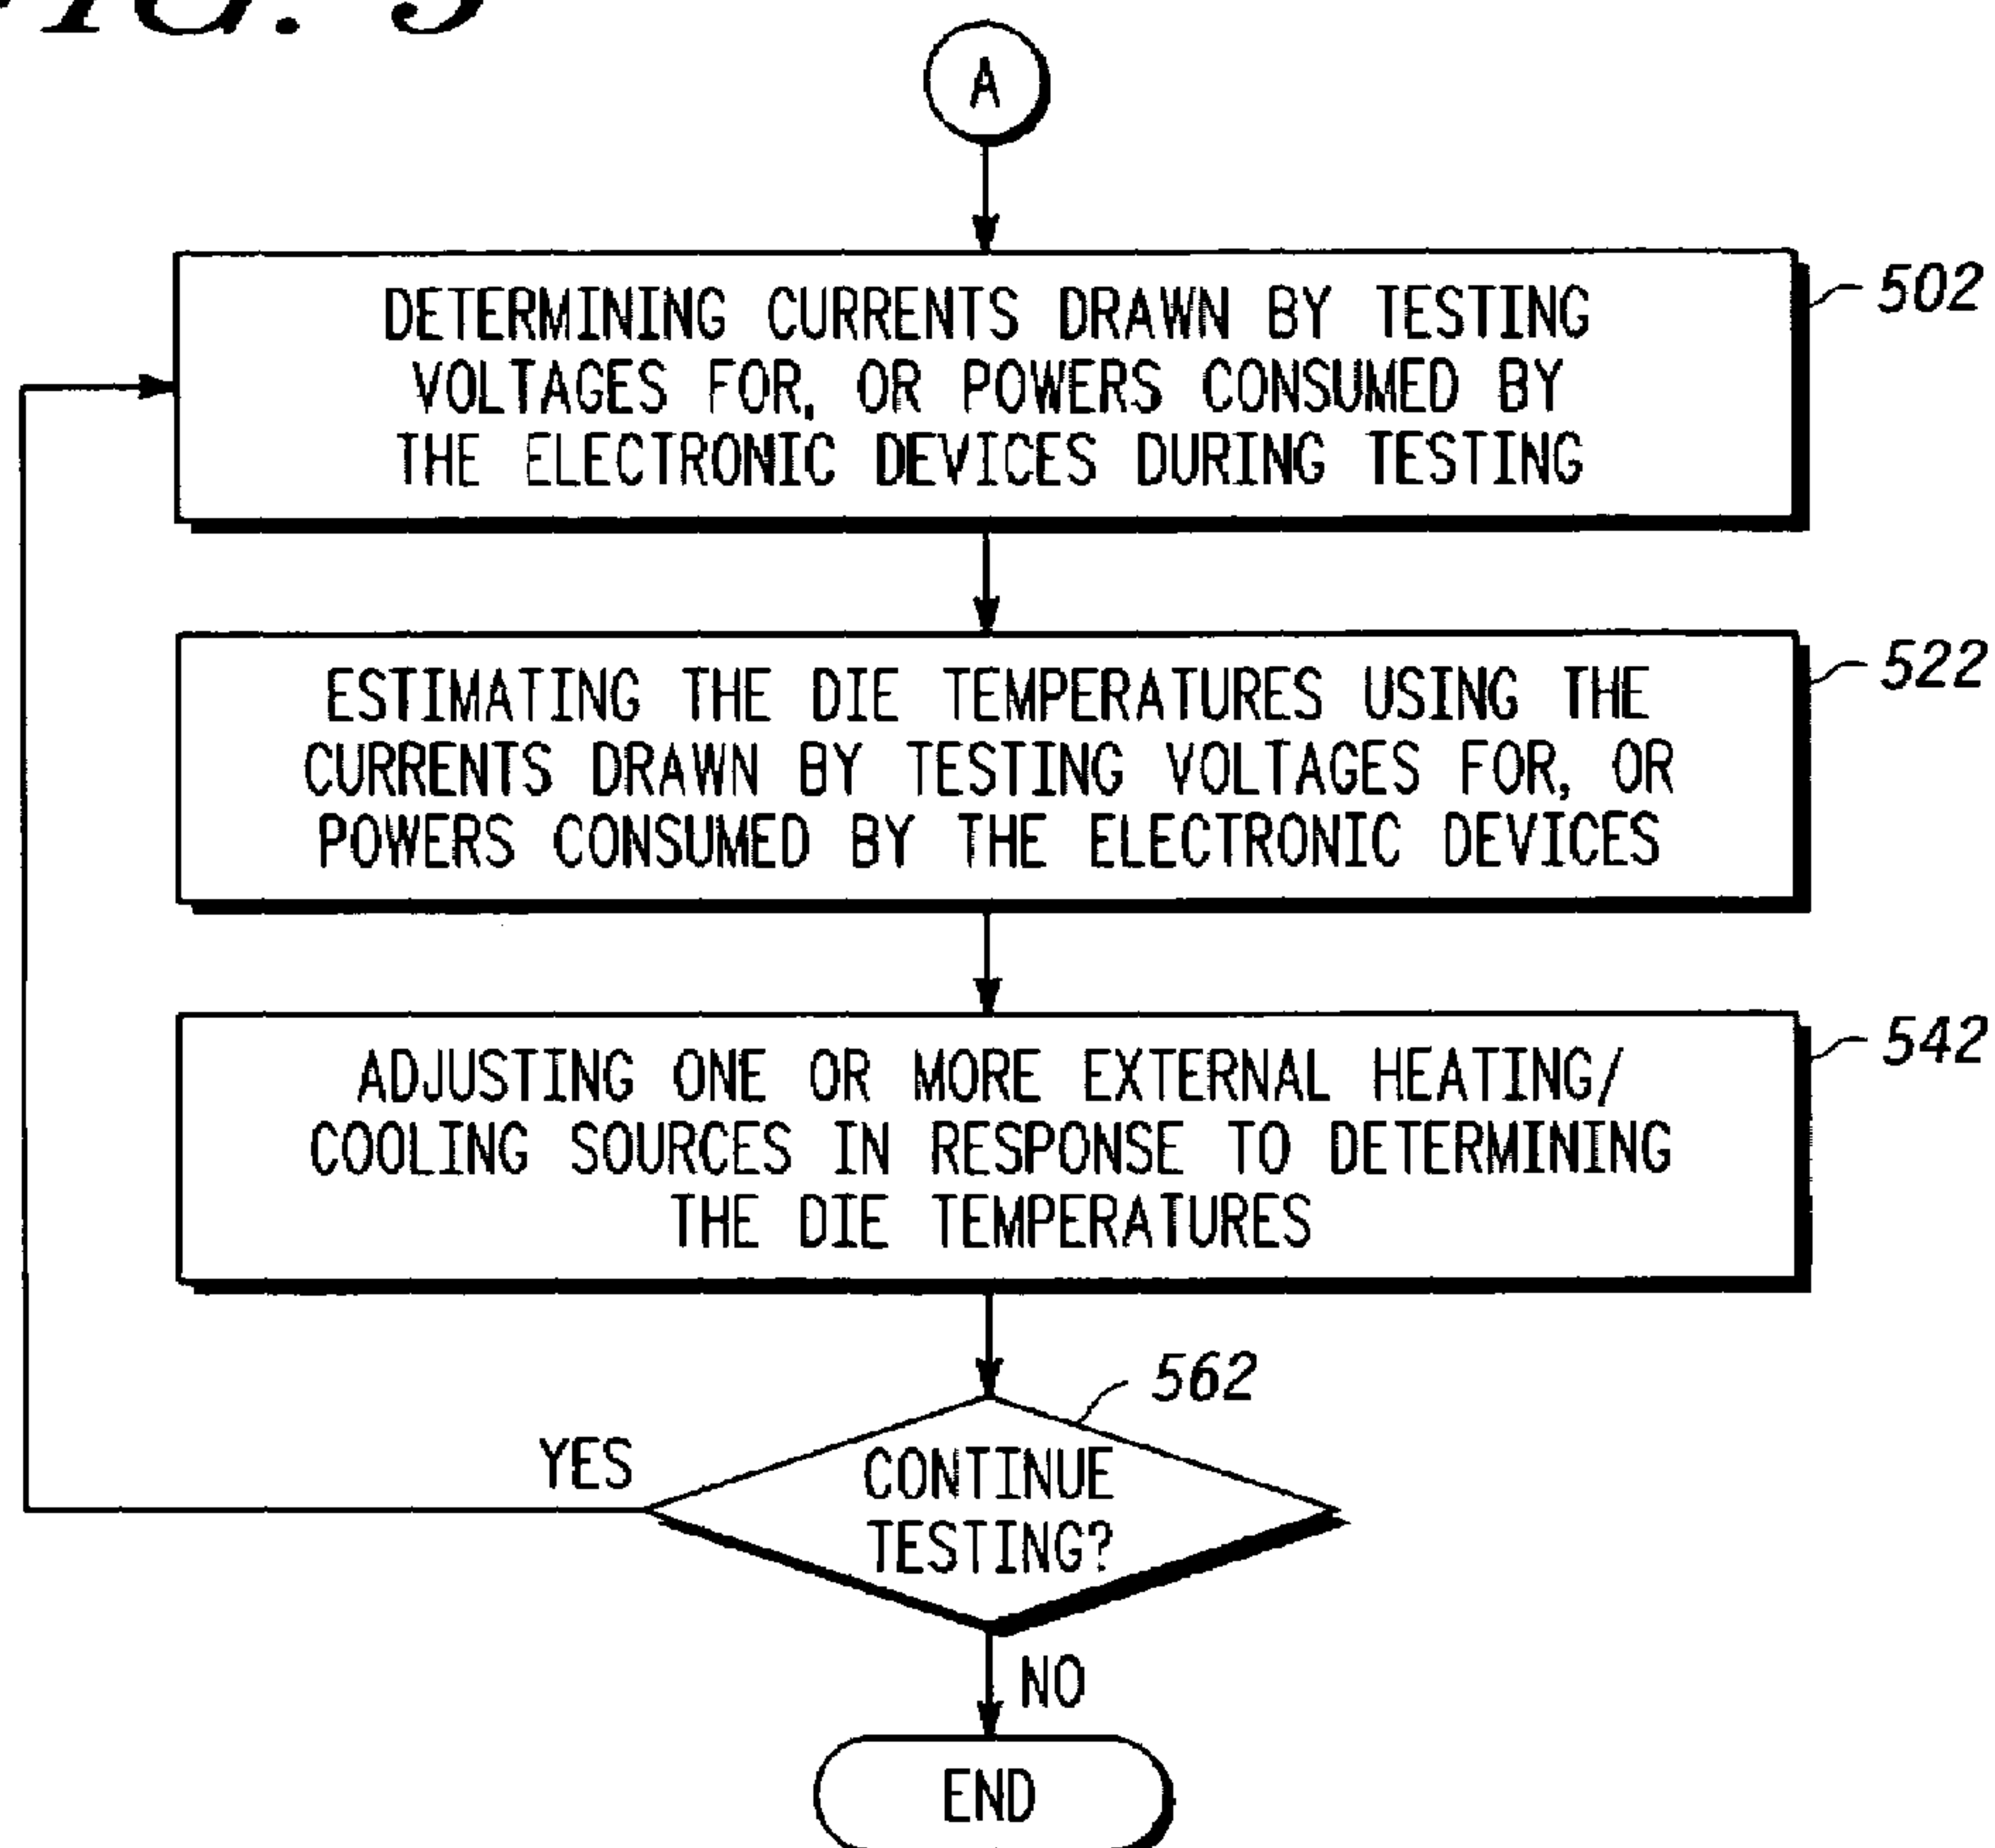 FIG. 5
A
DETERMINING CURRENTS DRAWN BY TESTING
VOLTAGES FOR, OR POWERS CONSUMED BY
THE ELECTRONIC DEVICES DURING TESTING
502
ESTIMATING THE DIE TEMPERATURES USING THE
CURRENTS DRAWN BY TESTING VOLTAGES FOR, OR
POWERS CONSUMED BY THE ELECTRONIC DEVICES
522
ADJUSTING ONE OR MORE EXTERNAL HEATING/
COOLING SOURCES IN RESPONSE TO DETERMINING
THE DIE TEMPERATURES
542
562
YES
CONTINUE
TESTING?
NO
END